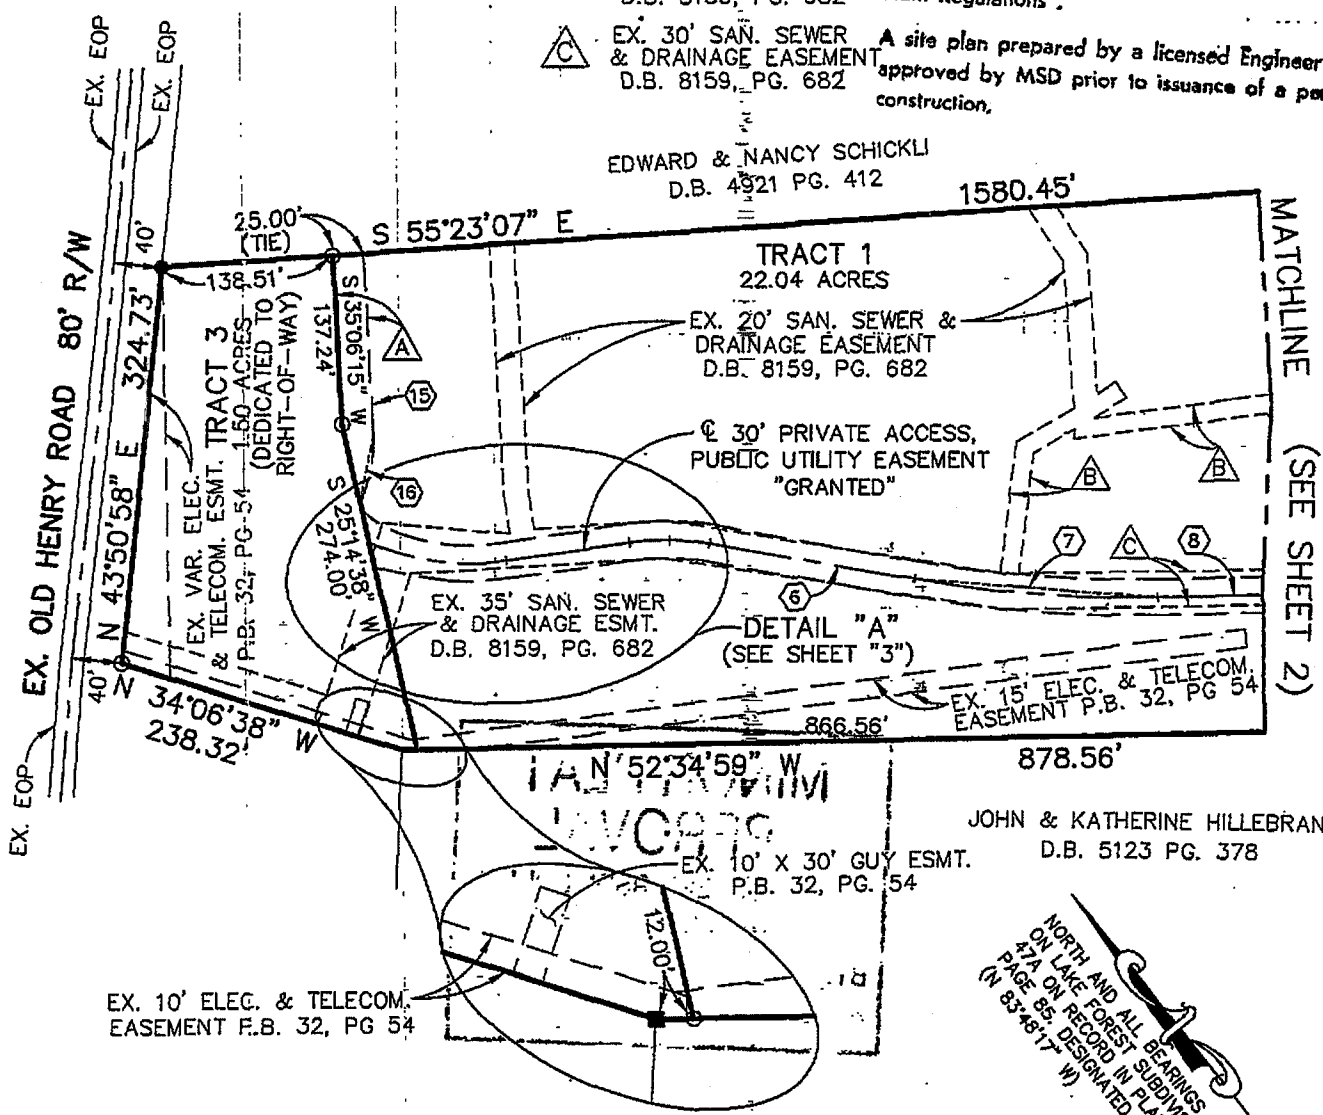 EX. 30' SAN. SEWER
& DRAINAGE EASEMENT
D.B. 8159, PG. 682
C
A site plan prepared by a licensed Engineer
approved by MSD prior to issuance of a
construction.
EDWARD & NANCY SCHICKLI
D.B. 4921 PG. 412
EX. EOP
EX. EOP
40'
25.00'
(TIE)
138.51'
S 55°23'07" E
1580.45'
TRACT 1
22.04 ACRES
EX. 20' SAN. SEWER &
DRAINAGE EASEMENT
D.B. 8159, PG. 682
EX. OLD HENRY ROAD 80' R/W
N 43°50'58" E 324.73'
EX. VAR. ELEC.
& TELECOM. ESMT.
P.B. 32, PG 54
TRACT 3
1.50 ACRES
(DEDICATED TO
RIGHT-OF-WAY)
S 35°06'15" W
137.24'
A
15
16
S 25°14'38" W
274.00'
℄ 30' PRIVATE ACCESS,
PUBLIC UTILITY EASEMENT
"GRANTED"
B
B
7
C
8
6
MATCHLINE (SEE SHEET 2)
EX. 35' SAN. SEWER
& DRAINAGE ESMT.
D.B. 8159, PG. 682
DETAIL "A"
(SEE SHEET "3")
EX. 15' ELEC. & TELECOM.
EASEMENT P.B. 32, PG 54
40'
N 34°06'38" W
238.32'
EX. EOP
866.56'
N 52°34'59" W
878.56'
JOHN & KATHERINE
D.B. 5123 PG. 378
EX. 10' X 30' GUY ESMT.
P.B. 32, PG. 54
12.00'
EX. 10' ELEC. & TELECOM.
EASEMENT P.B. 32, PG 54
NORTH AND ALL BEARINGS
ON LAKE FOREST
47A ON RECORD IN
PAGE 85, DESIGNATED
(N 83°48'17" W)